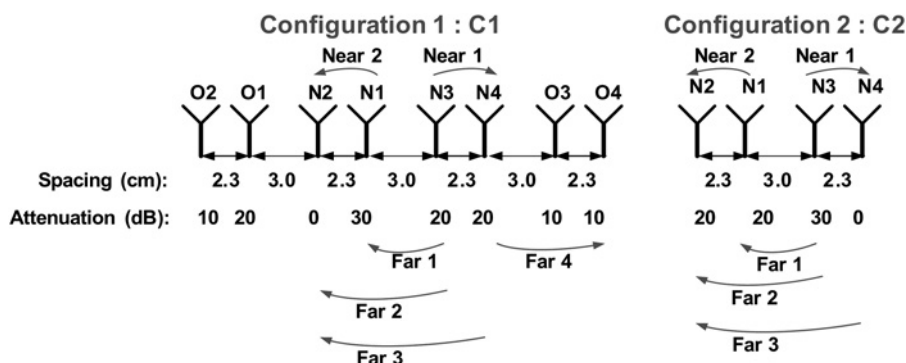 Configuration 1 : C1 Configuration 2 : C2
Near 2 Near 1 Near 2 Near 1
O2 O1 N2 N1 N3 N4 O3 O4 N2 N1 N3 N4
Spacing (cm): 2.3 3.0 2.3 3.0 2.3 3.0 2.3 2.3 3.0 2.3
Attenuation (dB): 10 20 0 30 20 20 10 10 20 20 30 0
Far 1 Far 4 Far 1
Far 2 Far 2
Far 3 Far 3